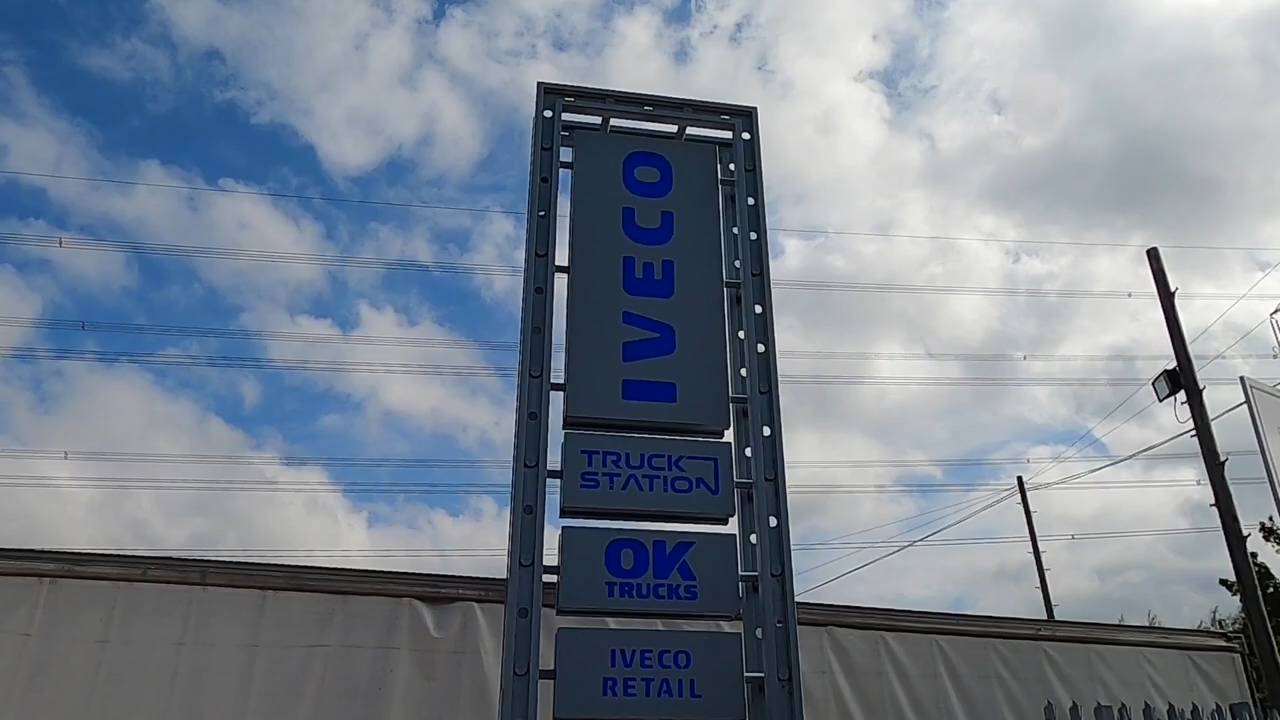 IVECO
TRUCK
STATION
OK
TRUCKS
IVECO
RETAIL